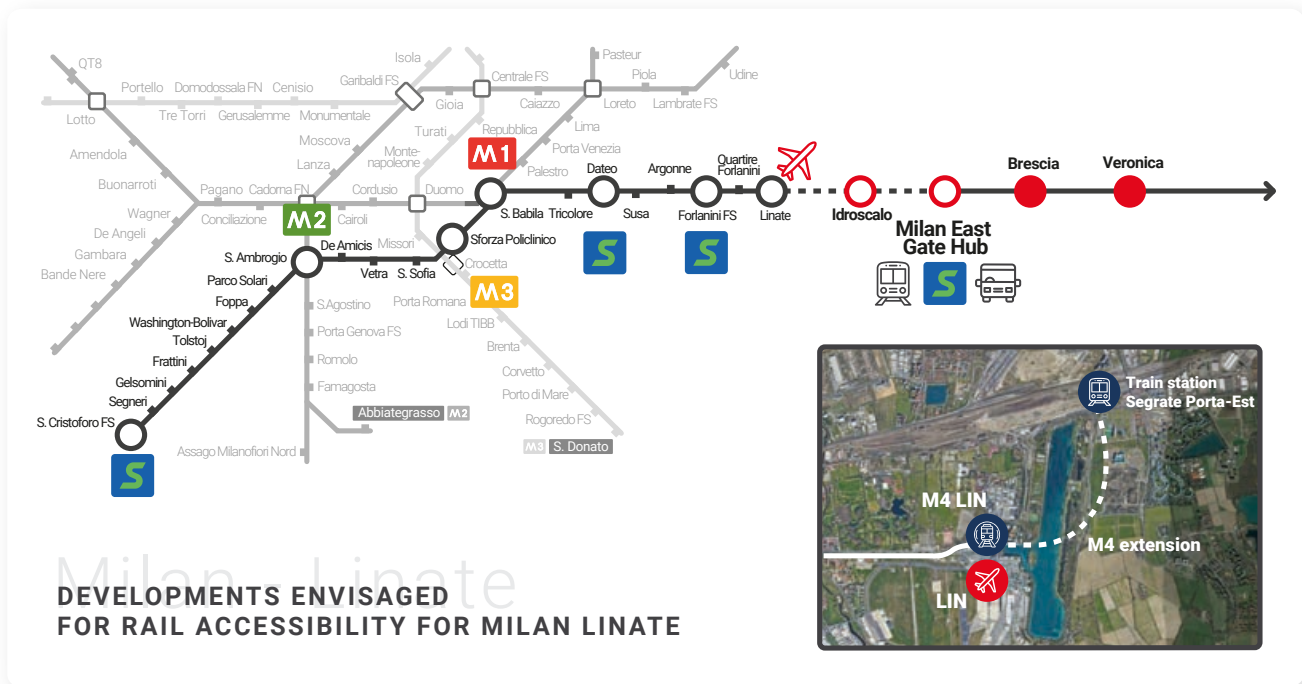 QT8
Lotto
Portello
Domodossala FN
Cenisio
Tre Torri
Gerusalemme
Monumentale
Isola
Garibaldi FS
Gioia
Centrale FS
Caiazzo
Pasteur
Loreto
Piola
Lambrate FS
Udine
Amendola
Buonarroti
Moscova
Lanza
Turati
Monte-
napoleone
Repubblica
Lima
Porta Venezia
Palestro
M1
Pagano
Cadorna FN
Conciliazione
Cairoli
Cordusio
Duomo
M2
Wagner
De Angeli
Gambara
Bande Nere
S. Babila
Tricolore
Dateo
Susa
Argonne
Forlanini FS
Quartire
Forlanini
Linate
Idroscalo
Milan East
Gate Hub
Brescia
Veronica
S
S
S
S. Ambrogio
De Amicis
Vetra
S. Sofia
Missori
Sforza Policlinico
Crocetta
M3
Parco Solari
Foppa
Washington-Bolivar
Tolstoj
Frattini
Gelsomini
Segneri
S. Cristoforo FS
S
S.Agostino
Porta Genova FS
Romolo
Famagosta
Abbiategrasso M2
Assago Milanofiori Nord
Porta Romana
Lodi TIBB
Brenta
Corvetto
Porto di Mare
Rogoredo FS
M3 S. Donato
Train station
Segrate Porta-Est
M4 LIN
M4 extension
LIN
Milan - Linate
DEVELOPMENTS ENVISAGED
FOR RAIL ACCESSIBILITY FOR MILAN LINATE